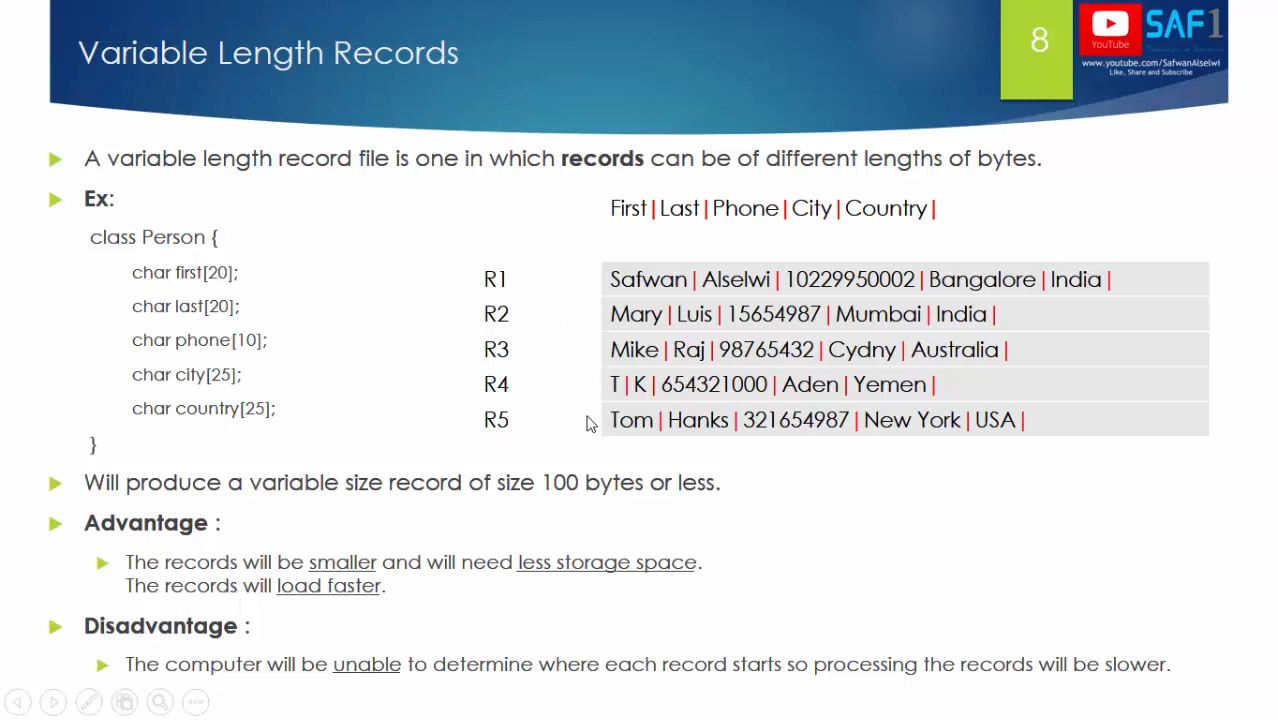 Variable Length Records
8
YouTube
SAF1
www.youtube.com/SafwanAlselwi
Like, Share and Subscribe
A variable length record file is one in which records can be of different lengths of bytes.
Ex:
First|Last|Phone|City|Country|
class Person {
char first[20];
char last[20];
char phone[10];
char city[25];
char country[25];
}
R1 Safwan|Alselwi|10229950002|Bangalore|India|
R2 Mary|Luis|15654987|Mumbai|India|
R3 Mike|Raj|98765432|Cydny|Australia|
R4 T|K|654321000|Aden|Yemen|
R5 Tom|Hanks|321654987|New York|USA|
Will produce a variable size record of size 100 bytes or less.
Advantage :
The records will be smaller and will need less storage space.
The records will load faster.
Disadvantage :
The computer will be unable to determine where each record starts so processing the records will be slower.